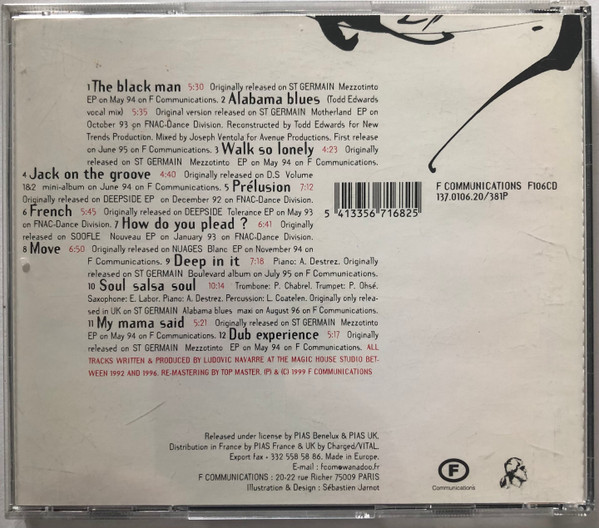 1 The black man 5:30 Originally released on ST GERMAIN Mezzotinto
EP on May 94 on F Communications. 2 Alabama blues (Todd Edwards
vocal mix) 5:35 Original version released on ST GERMAIN Motherland EP on
October 93 on FNAC-Dance Division. Reconstructed by Todd Edwards for New
Trends Production. Mixed by Joseph Ventola for Avenue Productions. First release
on June 95 on F Communications. 3 Walk so lonely 4:23 Originally
released on ST GERMAIN Mezzotinto EP on May 94 on F Communications.
4 Jack on the groove 4:40 Originally released on D.S Volume
1&2 mini-album on June 94 on F Communications. 5 Prélusion 7:12
Originally released on DEEPSIDE EP on December 92 on FNAC-Dance Division.
6 French 5:45 Originally released on DEEPSIDE Tolerance EP on May 93
on FNAC-Dance Division. 7 How do you plead ? 6:41 Originally
released on SOOFLE Nouveau EP on January 93 on FNAC-Dance Division.
8 Move 6:50 Originally released on NUAGES Blanc EP on November 94
on F Communications. 9 Deep in it 7:18 Piano: A. Destrez. Originally
released on ST GERMAIN Boulevard album on July 95 on F Communications.
10 Soul salsa soul 10:14 Trombone: P. Chabrel. Trumpet: P. Ohsé.
Saxophone: E. Labor. Piano: A. Destrez. Percussion: L. Coatelen. Originally only relea-
sed in UK on ST GERMAIN Alabama blues maxi on August 96 on F Communications.
11 My mama said 5:21 Originally released on ST GERMAIN Mezzotinto
EP on May 94 on F Communications. 12 Dub experience 5:17 Originally
released on ST GERMAIN Mezzotinto EP on May 94 on F Communications. ALL
TRACKS WRITTEN & PRODUCED BY LUDOVIC NAVARRE AT THE MAGIC HOUSE STUDIO BET-
WEEN 1992 AND 1996. RE-MASTERING BY TOP MASTER. (P) & (C) 1999 F COMMUNICATIONS
5 413356 716825
F COMMUNICATIONS F106CD
137.0106.20/381P
Released under license by PIAS Benelux & PIAS UK.
Distribution in France by PIAS France & UK by Charged/VITAL.
Export fax + 332 558 58 86. Made in Europe.
E-mail : fcom@wanadoo.fr
F COMMUNICATIONS : 20-22 rue Richer 75009 PARIS
Illustration & Design : Sébastien Jarnot
F
Communications